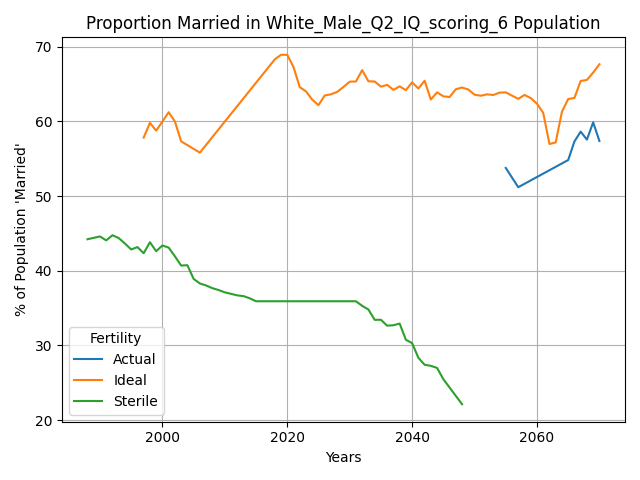 Proportion Married in White_Male_Q2_IQ_scoring_6 Population
% of Population 'Married'
70
60
50
40
30
20
Fertility
Actual
Ideal
Sterile
2000
2020
2040
2060
Years